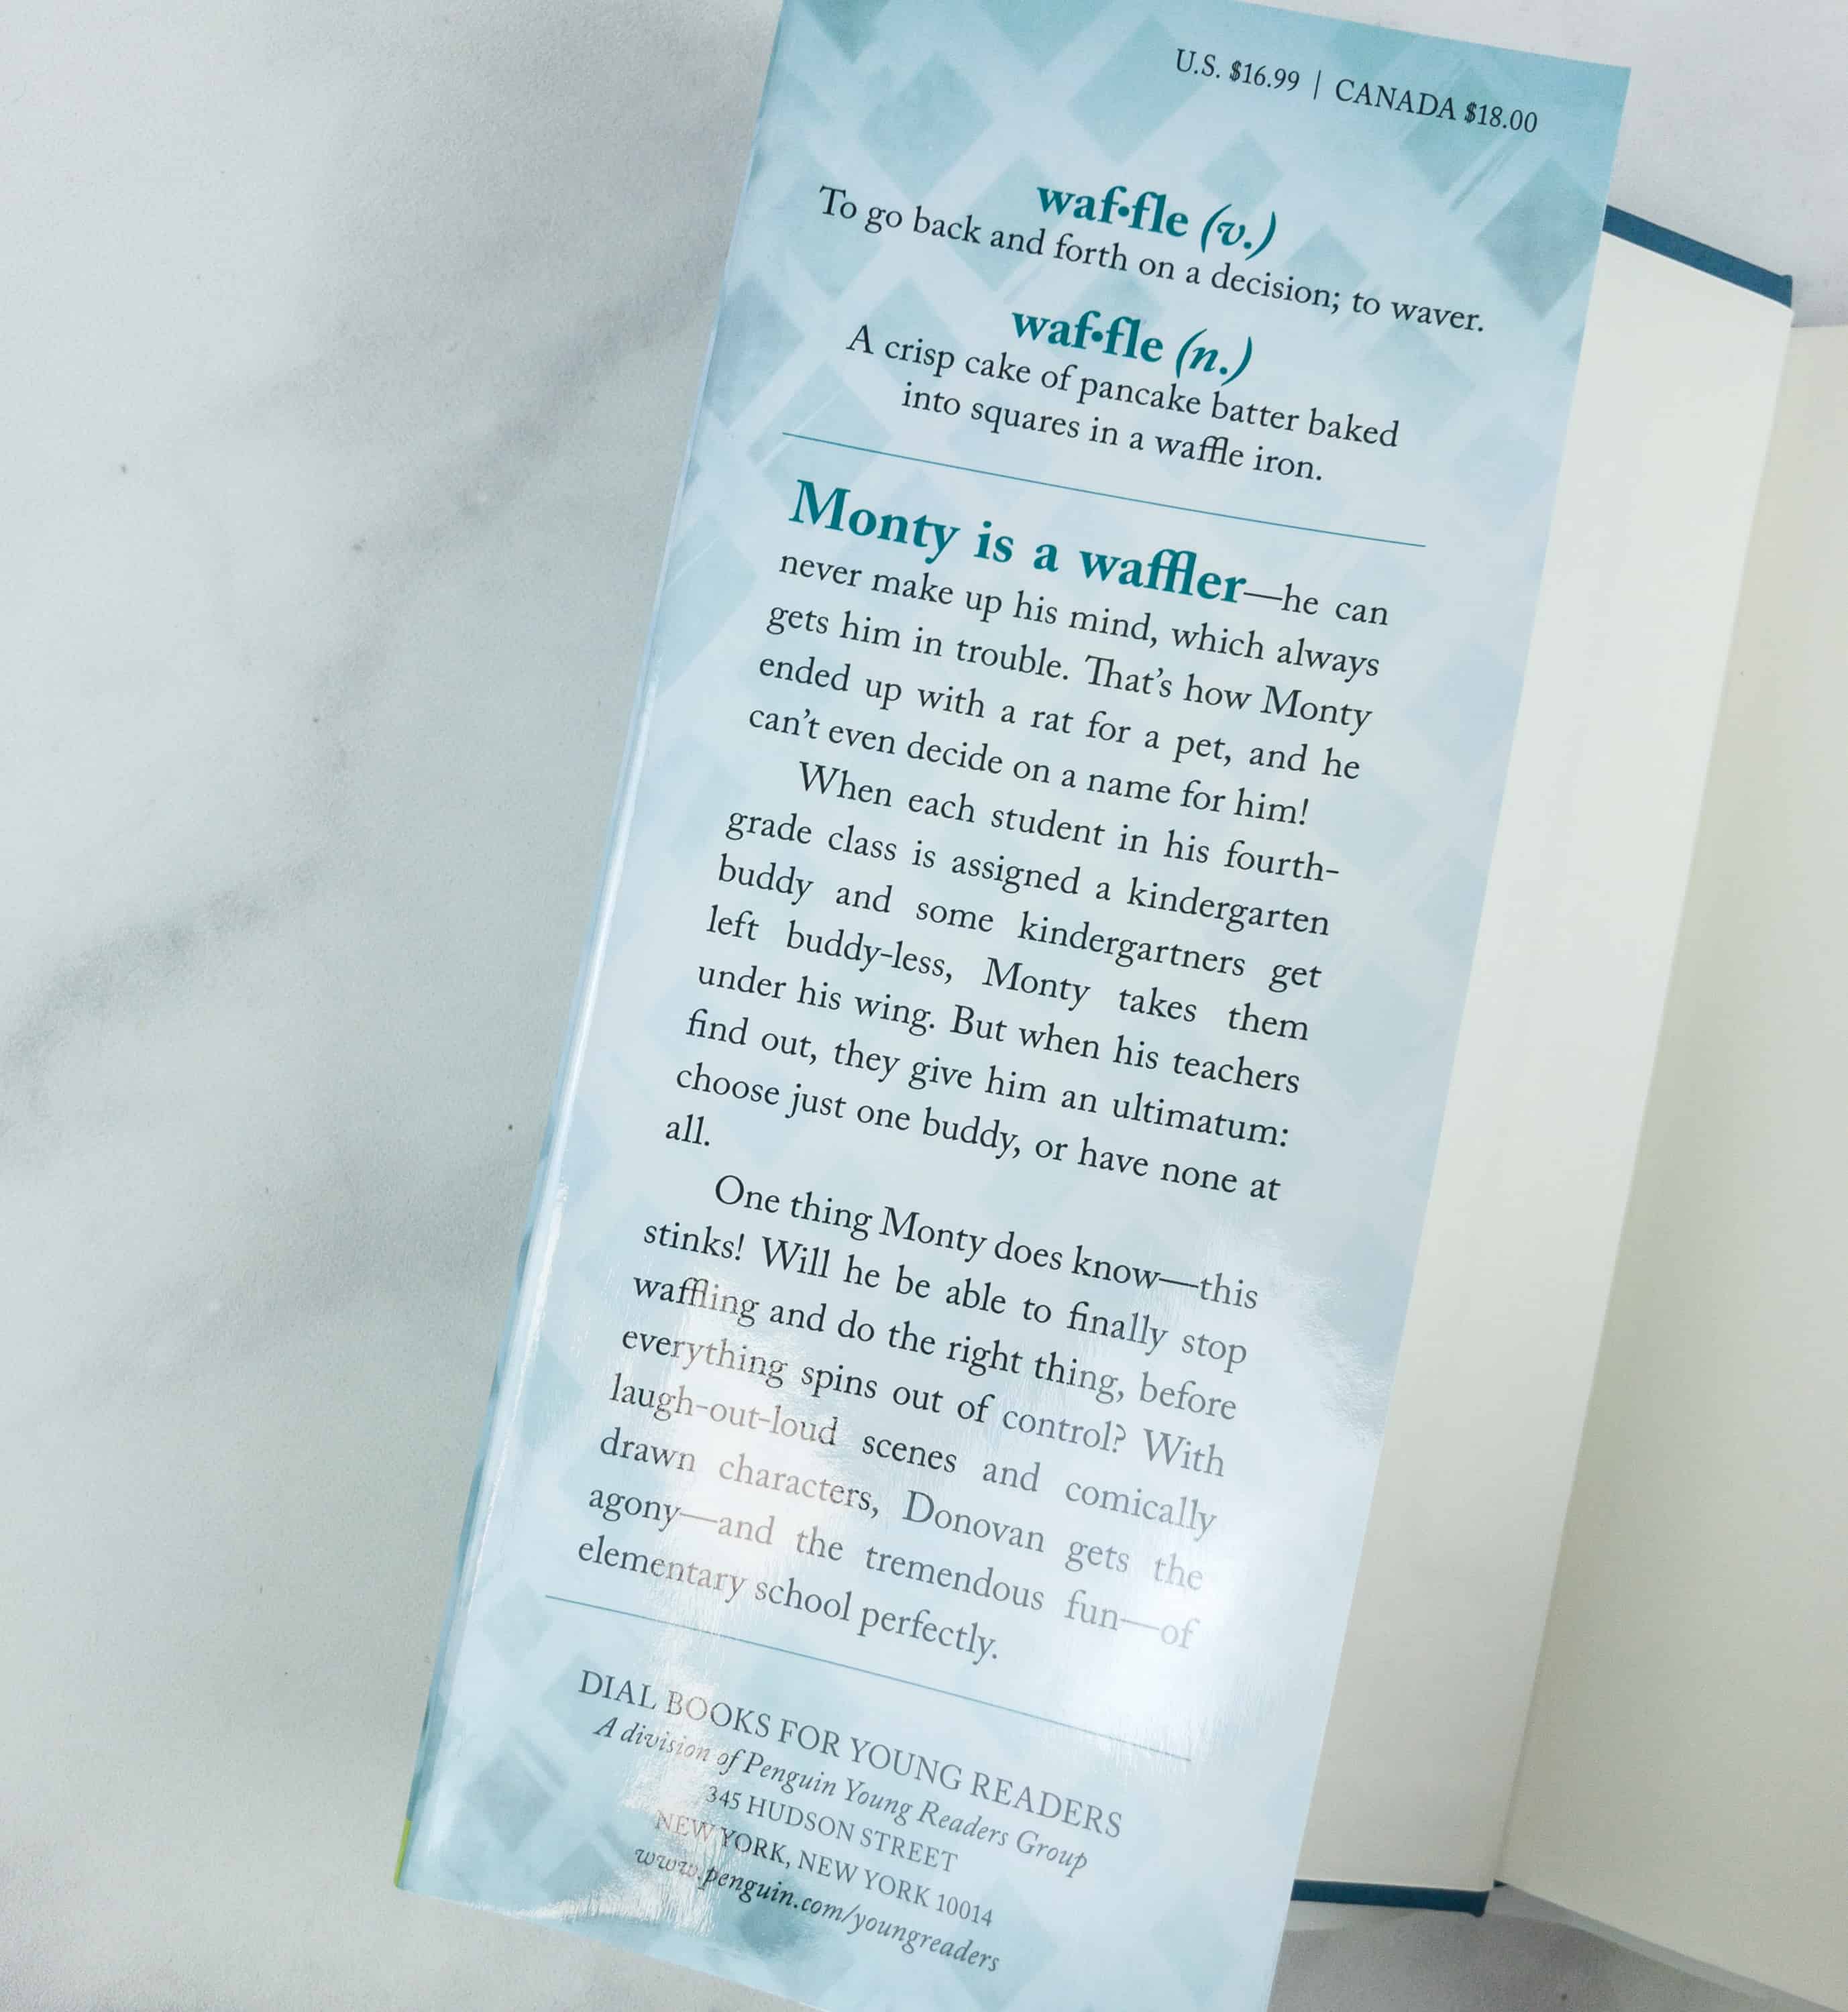 U.S. $16.99 | CANADA $18.00
waf•fle (v.)
To go back and forth on a decision; to waver.
waf•fle (n.)
A crisp cake of pancake batter baked
into squares in a waffle iron.
Monty is a waffler—he can
never make up his mind, which always
gets him in trouble. That's how Monty
ended up with a rat for a pet, and he
can't even decide on a name for him!
When each student in his fourth-
grade class is assigned a kindergarten
buddy and some kindergartners get
left buddy-less, Monty takes them
under his wing. But when his teachers
find out, they give him an ultimatum:
choose just one buddy, or have none at
all.
One thing Monty does know—this
stinks! Will he be able to finally stop
waffling and do the right thing, before
everything spins out of control? With
laugh-out-loud scenes and comically
drawn characters, Donovan gets the
agony—and the tremendous fun—of
elementary school perfectly.
DIAL BOOKS FOR YOUNG READERS
A division of Penguin Young Readers Group
345 HUDSON STREET
NEW YORK, NEW YORK 10014
www.penguin.com/youngreaders